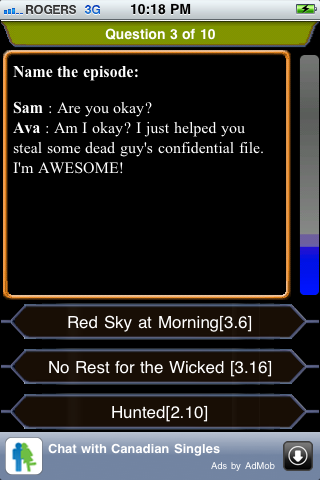 ROGERS 3G 10:18 PM
Question 3 of 10
Name the episode:
Sam : Are you okay?
Ava : Am I okay? I just helped you
steal some dead guy's confidential file.
I'm AWESOME!
Red Sky at Morning[3.6]
No Rest for the Wicked [3.16]
Hunted[2.10]
Chat with Canadian Singles
Ads by AdMob